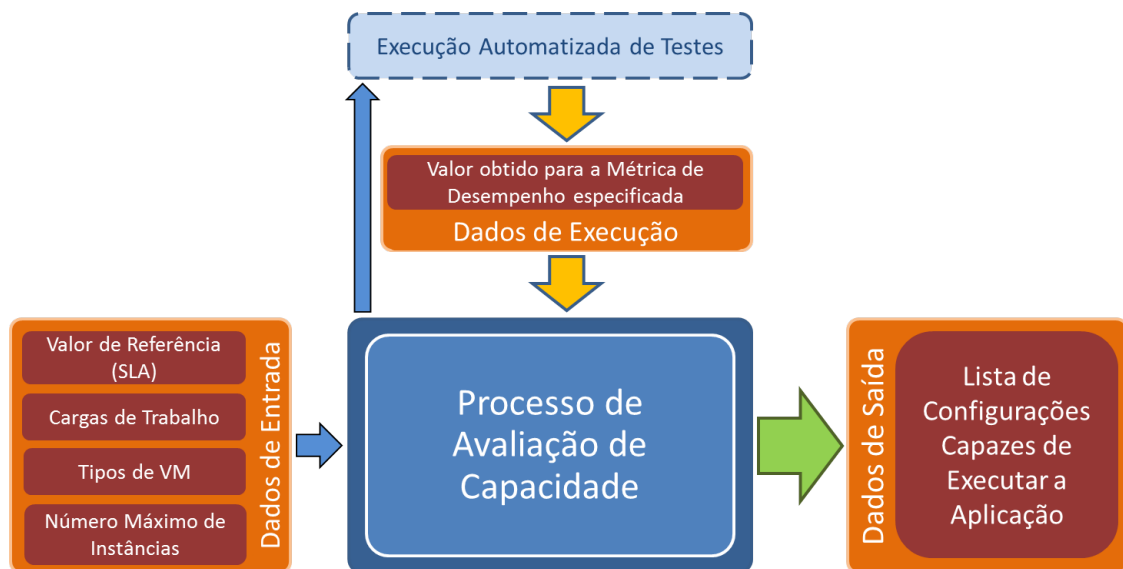 Execução Automatizada de Testes
Valor obtido para a Métrica de
Desempenho especificada
Dados de Execução
Valor de Referência
(SLA)
Cargas de Trabalho
Tipos de VM
Número Máximo de
Instâncias
Dados de Entrada
Processo de
Avaliação de
Capacidade
Dados de Saída
Lista de
Configurações
Capazes de
Executar a
Aplicação